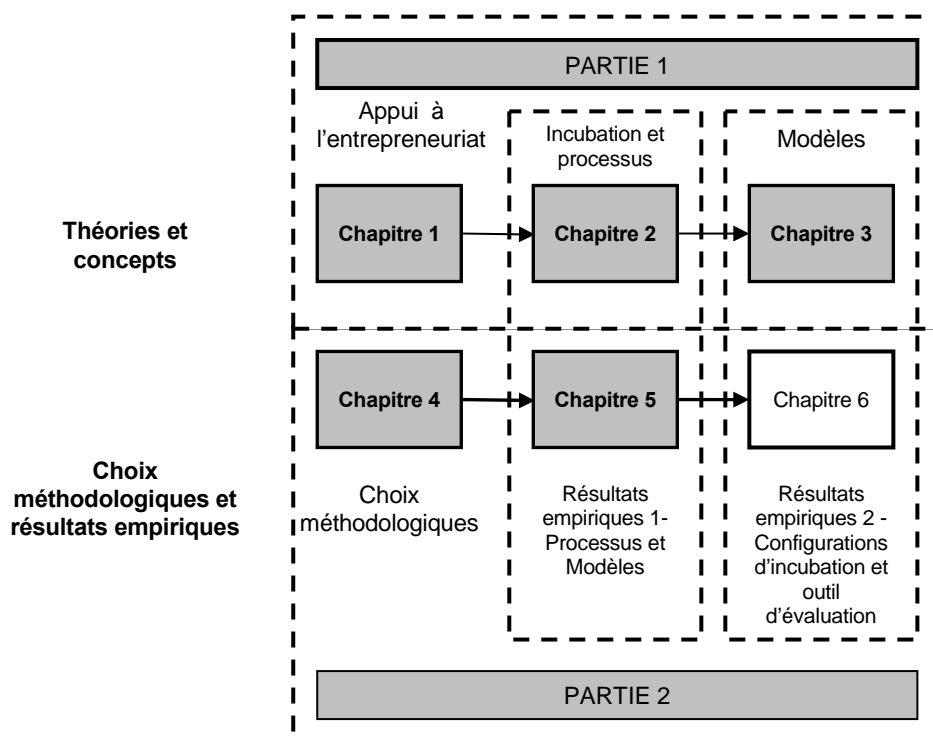 PARTIE 1
Appui à
l'entrepreneuriat
Incubation et
processus
Modèles
Théories et
concepts
Chapitre 1
Chapitre 2
Chapitre 3
Chapitre 4
Chapitre 5
Chapitre 6
Choix
méthodologiques et
résultats empiriques
Choix
méthodologiques
Résultats
empiriques 1-
Processus et
Modèles
Résultats
empiriques 2 -
Configurations
d'incubation et
outil
d'évaluation
PARTIE 2